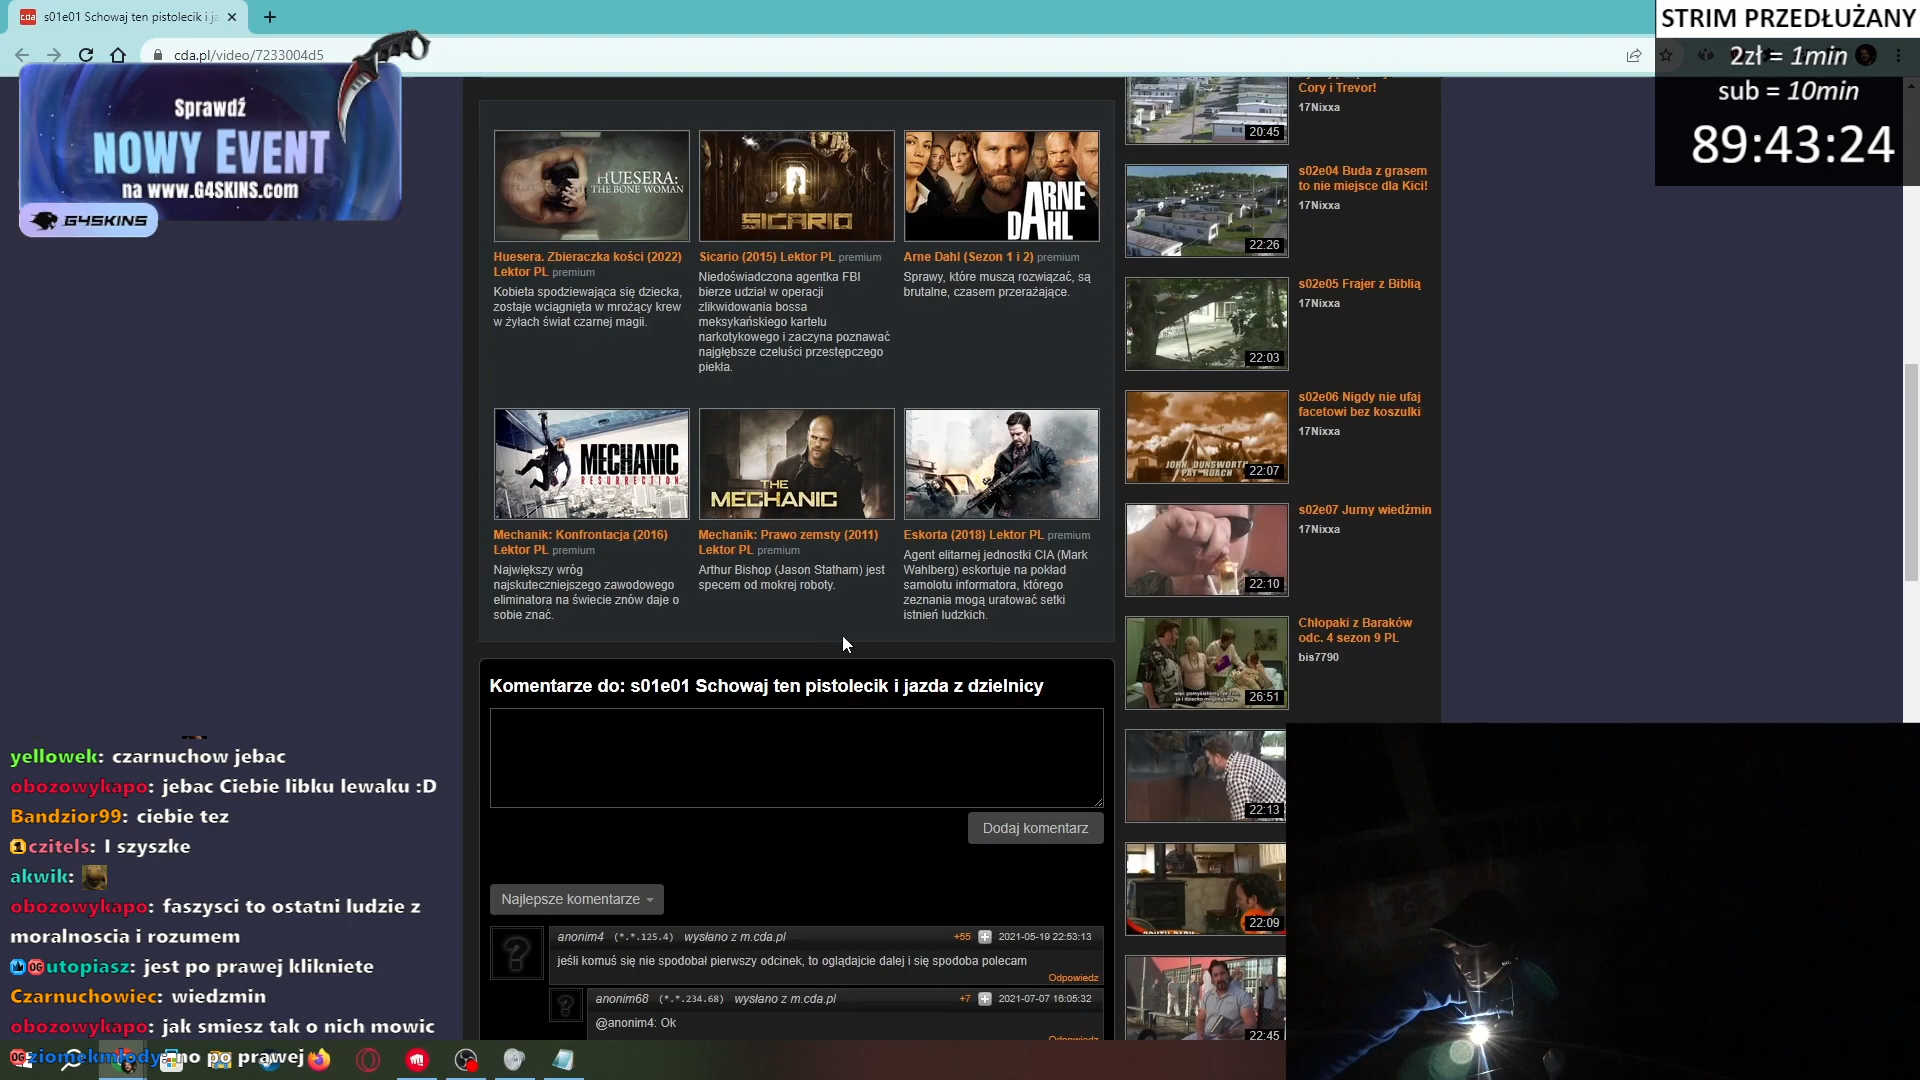 s01e01 Schowaj ten pistolecik i ja
cda.pl/video/7233004d5
STRIM PRZEDŁUŻANY
2zł = 1min
sub = 10min
89:43:24
Sprawdź
NOWY EVENT
na www.G4SKINS.com
G4SKINS
HUESERA:
THE BONE WOMAN
Huesera. Zbieraczka kości (2022)
Lektor PL premium
Kobieta spodziewająca się dziecka,
zostaje wciągnięta w mrożący krew
w żyłach świat czarnej magii.
SICARIO
Sicario (2015) Lektor PL premium
Niedoświadczona agentka FBI
bierze udział w operacji
zlikwidowania bossa
meksykańskiego kartelu
narkotykowego i zaczyna poznawać
najgłębsze czeluści przestępczego
piekła.
ARNE
DAHL
Arne Dahl (Sezon 1 i 2) premium
Sprawy, które muszą rozwiązać, są
brutalne, czasem przerażające.
MECHANIC
RESURRECTION
Mechanik: Konfrontacja (2016)
Lektor PL premium
Największy wróg
najskuteczniejszego zawodowego
eliminatora na świecie znów daje o
sobie znać.
THE
MECHANIC
Mechanik: Prawo zemsty (2011)
Lektor PL premium
Arthur Bishop (Jason Statham) jest
specem od mokrej roboty.
Eskorta (2018) Lektor PL premium
Agent elitarnej jednostki CIA (Mark
Wahlberg) eskortuje na pokład
samolotu informatora, którego
zeznania mogą uratować setki
istnień ludzkich.
Komentarze do: s01e01 Schowaj ten pistolecik i jazda z dzielnicy
Dodaj komentarz
Najlepsze komentarze
anonim4 (*.*.125.4) wysłano z m.cda.pl +55 2021-05-19 22:53:13
jeśli komuś się nie spodobał pierwszy odcinek, to oglądajcie dalej i się spodoba polecam
Odpowiedz
anonim68 (*.*.234.68) wysłano z m.cda.pl +7 2021-07-07 16:05:32
@anonim4: Ok
Odpowiedz
Cory i Trevor!
17Nixxa
20:45
s02e04 Buda z grasem
to nie miejsce dla Kici!
17Nixxa
22:26
s02e05 Frajer z Biblią
17Nixxa
22:03
s02e06 Nigdy nie ufaj
facetowi bez koszulki
17Nixxa
JOHN DUNSWORTH
PAT ROACH
22:07
s02e07 Jurny wiedźmin
17Nixxa
22:10
Chłopaki z Baraków
odc. 4 sezon 9 PL
bis7790
26:51
22:13
22:09
22:45
yellowek: czarnuchow jebac
obozowykapo: jebac Ciebie libku lewaku :D
Bandzior99: ciebie tez
1 czitels: I szyszke
akwik:
obozowykapo: faszysci to ostatni ludzie z
moralnoscia i rozumem
OG utopiasz: jest po prawej klikniete
Czarnuchowiec: wiedzmin
obozowykapo: jak smiesz tak o nich mowic
OG ziomekmlody: no po prawej